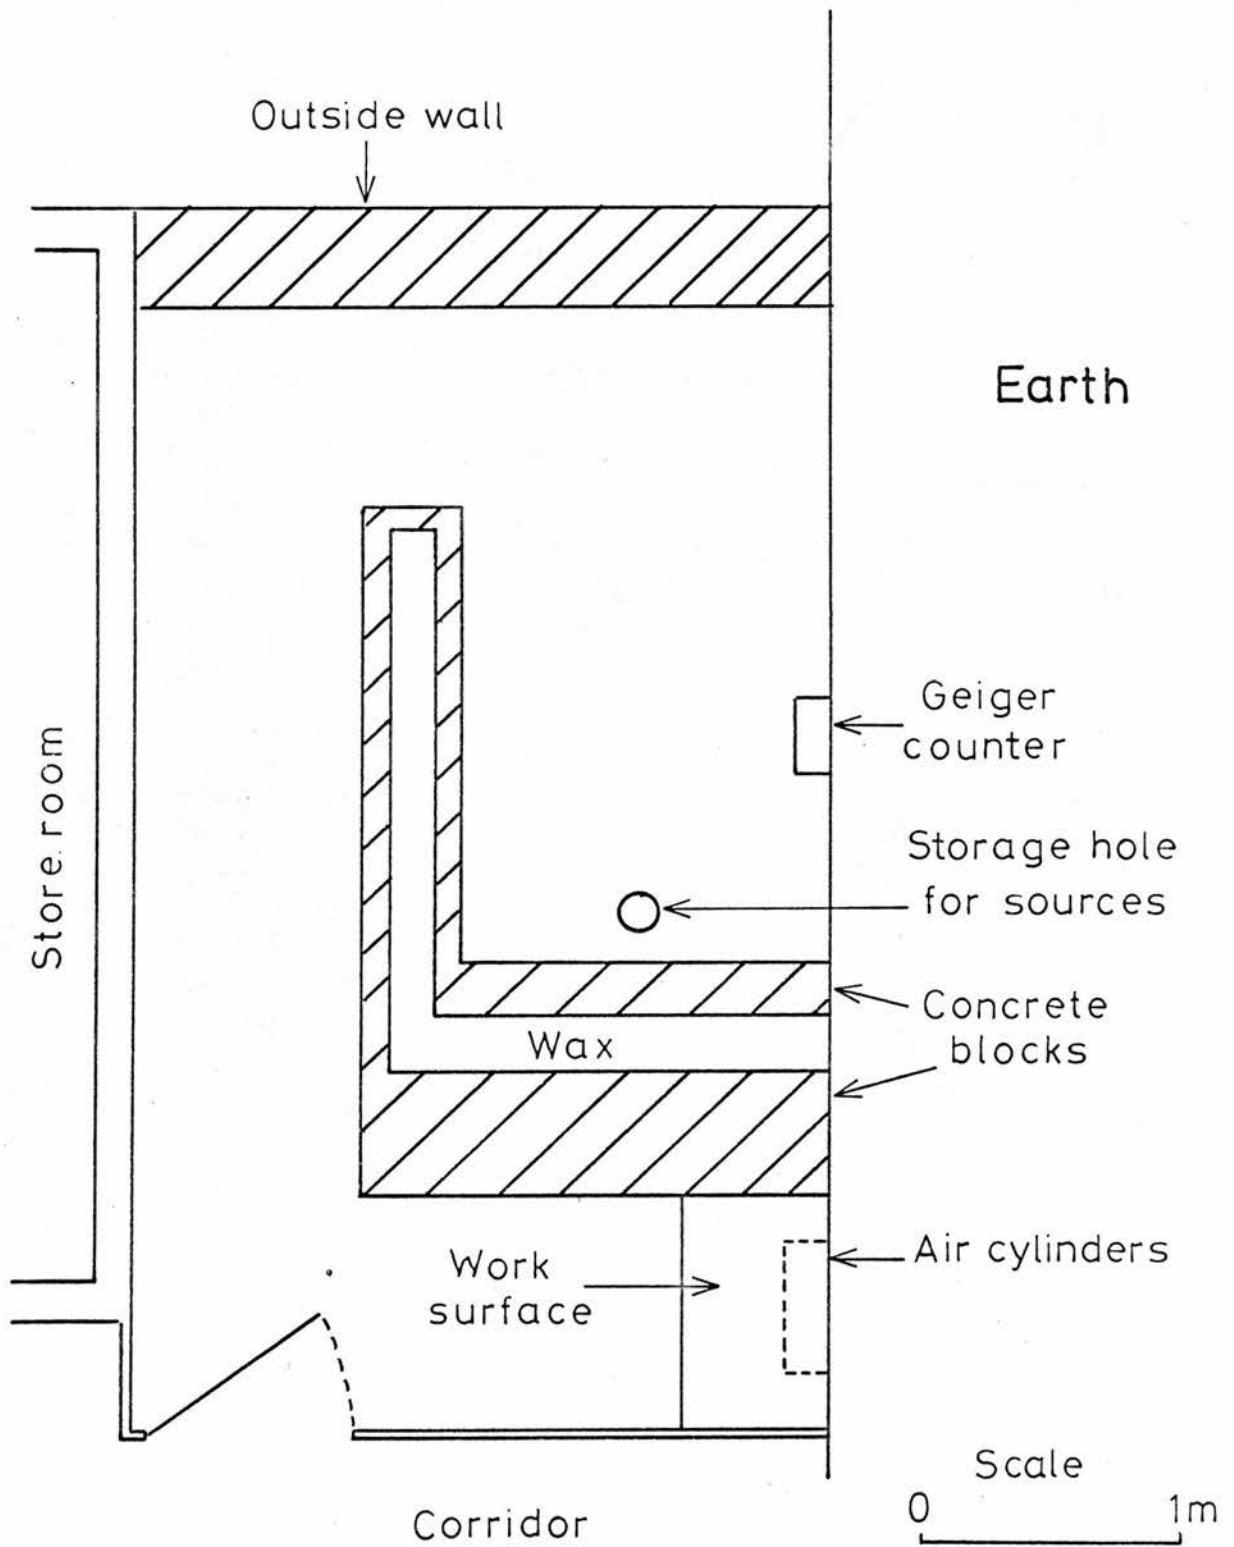 Outside wall
Earth
Geiger
counter
Store room
Storage hole
for sources
Concrete
blocks
Wax
Air cylinders
Work
surface
Scale
0 1m
Corridor